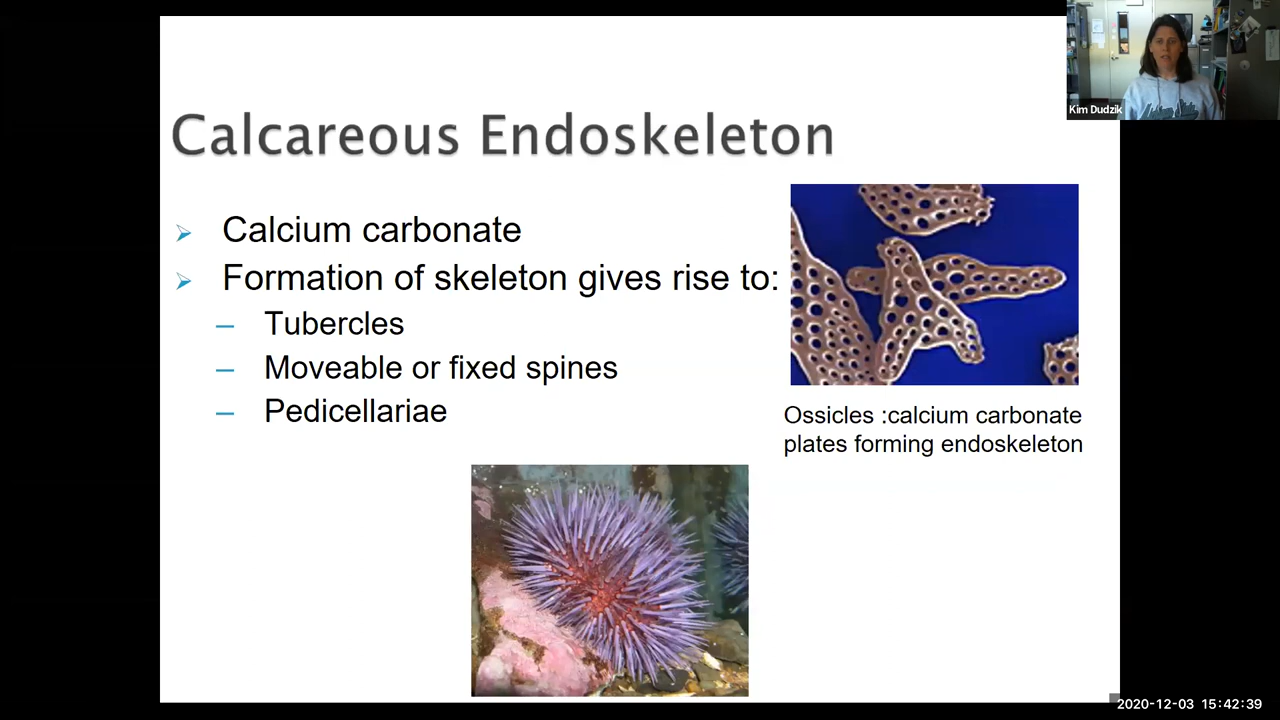 Kim Dudzik
Calcareous Endoskeleton
Calcium carbonate
Formation of skeleton gives rise to:
– Tubercles
– Moveable or fixed spines
– Pedicellariae
Ossicles :calcium carbonate
plates forming endoskeleton
2020-12-03 15:42:39